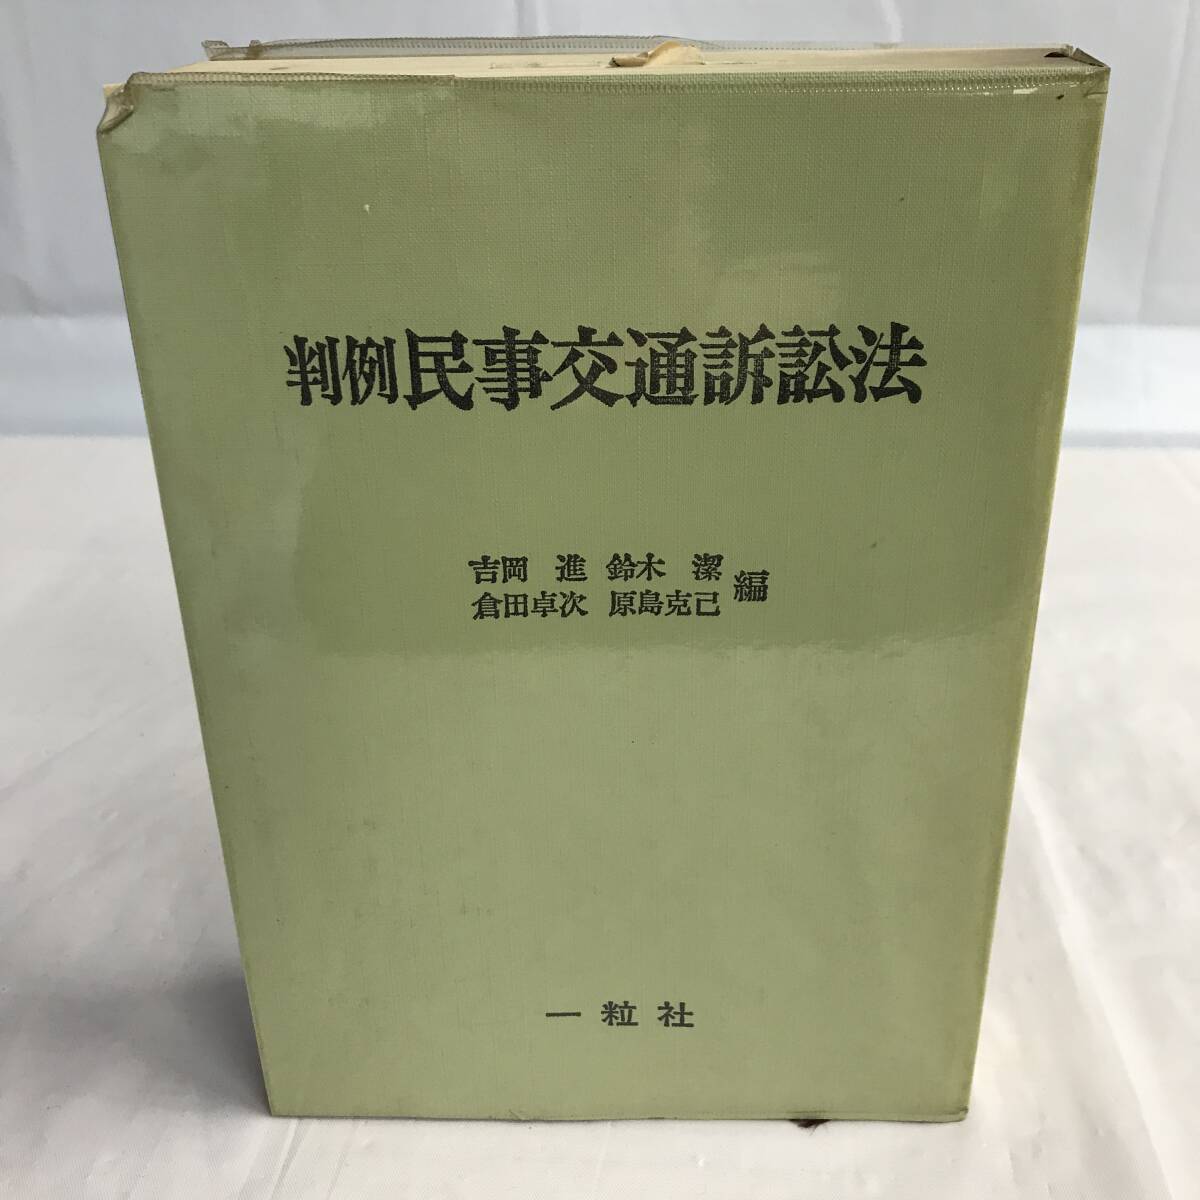 判例民事交通訴訟法
吉岡 進 鈴木 潔
倉田卓次 原島克己
編
一粒社